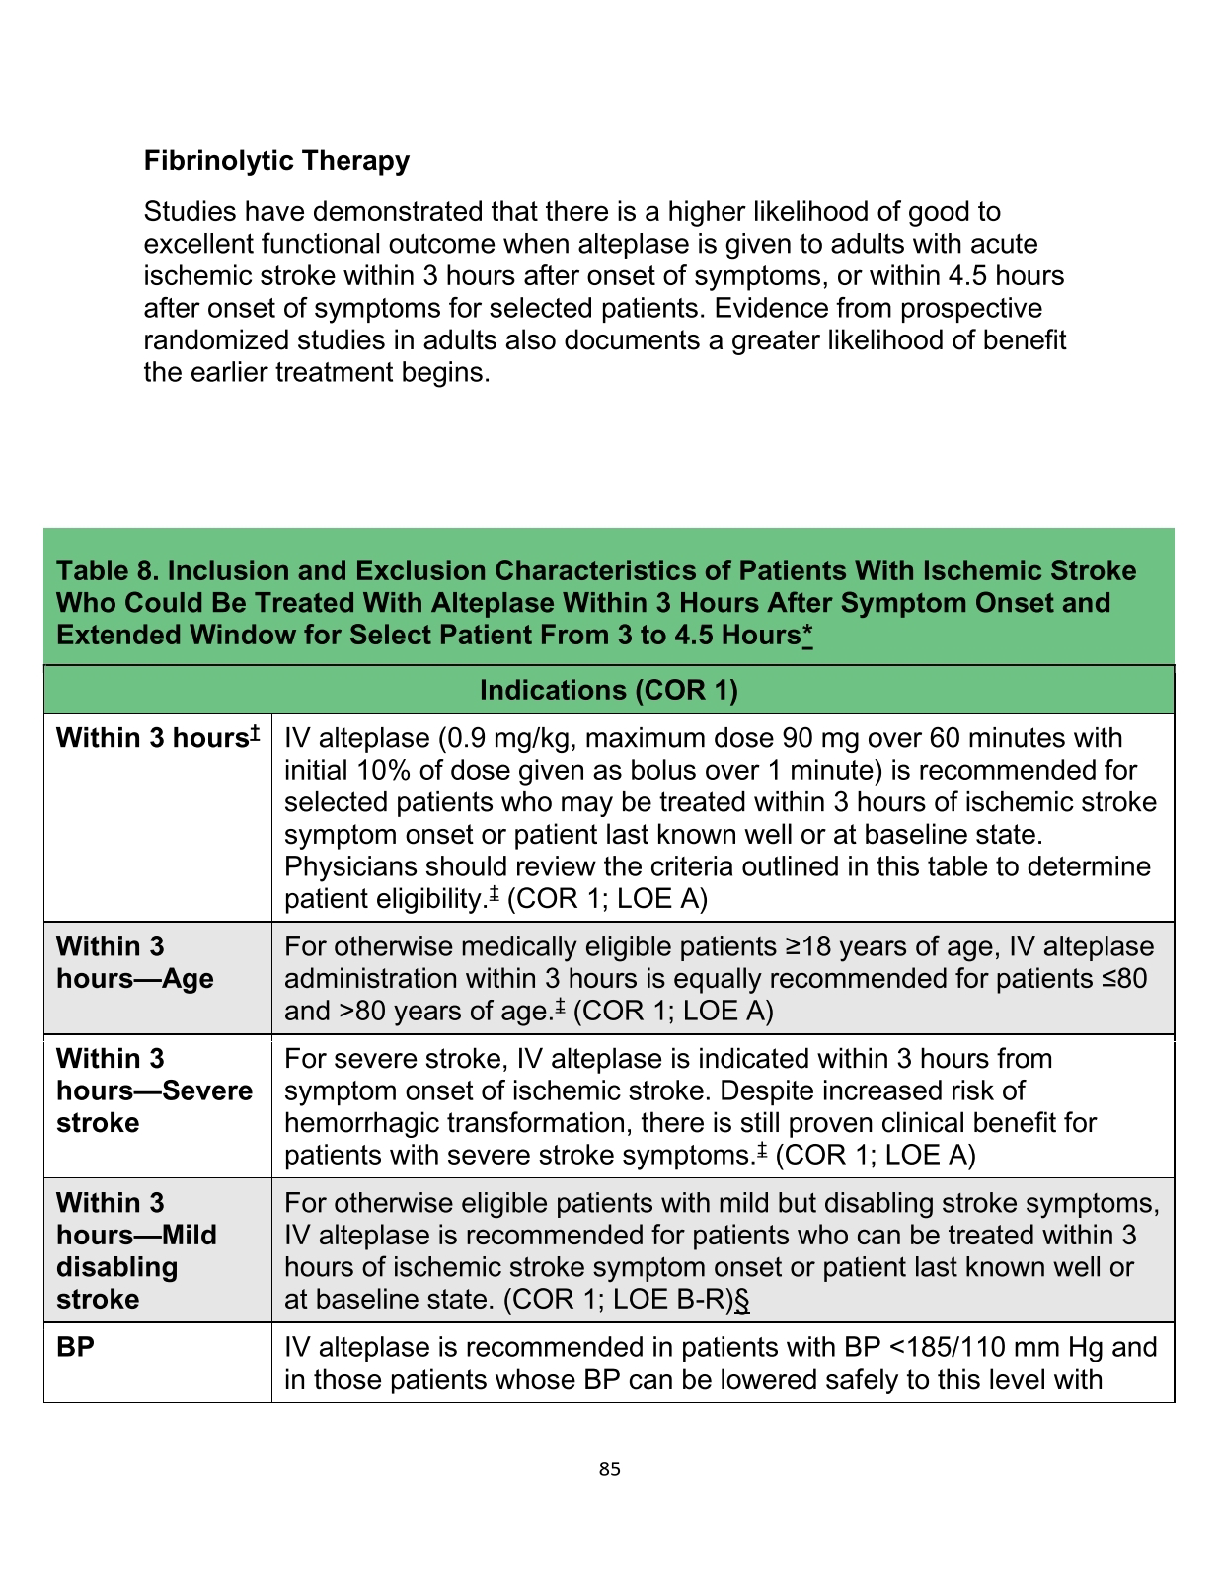 Fibrinolytic Therapy
Studies have demonstrated that there is a higher likelihood of good to
excellent functional outcome when alteplase is given to adults with acute
ischemic stroke within 3 hours after onset of symptoms, or within 4.5 hours
after onset of symptoms for selected patients. Evidence from prospective
randomized studies in adults also documents a greater likelihood of benefit
the earlier treatment begins.
Table 8. Inclusion and Exclusion Characteristics of Patients With Ischemic Stroke
Who Could Be Treated With Alteplase Within 3 Hours After Symptom Onset and
Extended Window for Select Patient From 3 to 4.5 Hours*
Indications (COR 1)
Within 3 hours‡
IV alteplase (0.9 mg/kg, maximum dose 90 mg over 60 minutes with
initial 10% of dose given as bolus over 1 minute) is recommended for
selected patients who may be treated within 3 hours of ischemic stroke
symptom onset or patient last known well or at baseline state.
Physicians should review the criteria outlined in this table to determine
patient eligibility.‡ (COR 1; LOE A)
Within 3
hours—Age
For otherwise medically eligible patients ≥18 years of age, IV alteplase
administration within 3 hours is equally recommended for patients ≤80
and >80 years of age.‡ (COR 1; LOE A)
Within 3
hours—Severe
stroke
For severe stroke, IV alteplase is indicated within 3 hours from
symptom onset of ischemic stroke. Despite increased risk of
hemorrhagic transformation, there is still proven clinical benefit for
patients with severe stroke symptoms.‡ (COR 1; LOE A)
Within 3
hours—Mild
disabling
stroke
For otherwise eligible patients with mild but disabling stroke symptoms,
IV alteplase is recommended for patients who can be treated within 3
hours of ischemic stroke symptom onset or patient last known well or
at baseline state. (COR 1; LOE B-R)§
BP
IV alteplase is recommended in patients with BP <185/110 mm Hg and
in those patients whose BP can be lowered safely to this level with
85